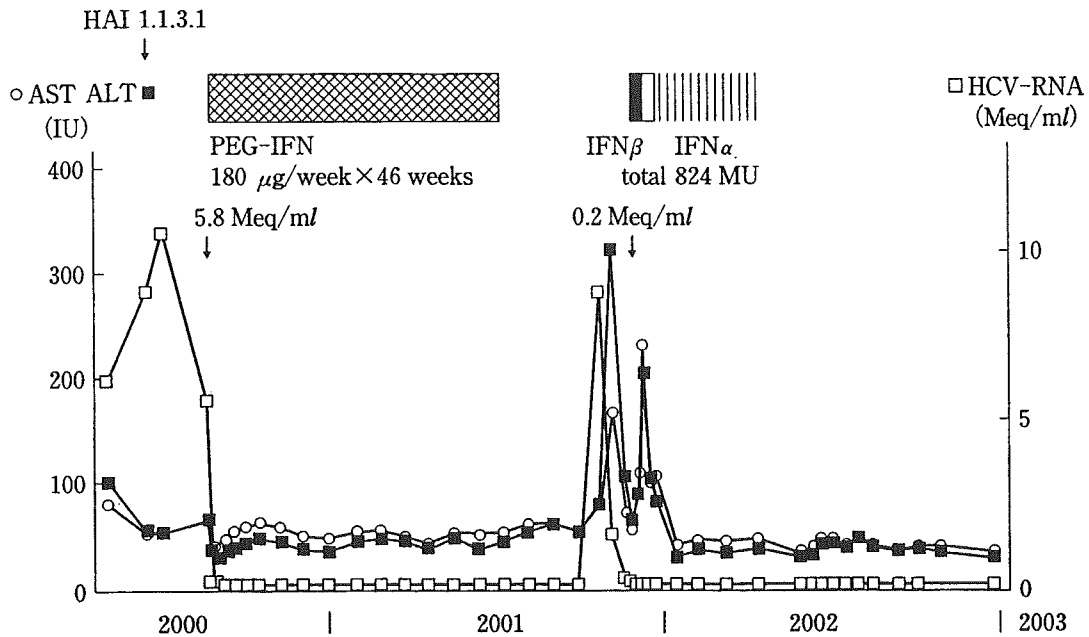 HAI 1.1.3.1
↓
○AST ALT■
(IU)
□HCV-RNA
(Meq/ml)
PEG-IFN
180 μg/week×46 weeks
IFNβ IFNα
total 824 MU
5.8 Meq/ml
↓
0.2 Meq/ml
↓
400
300
200
100
0
10
5
0
2000 2001 2002 2003